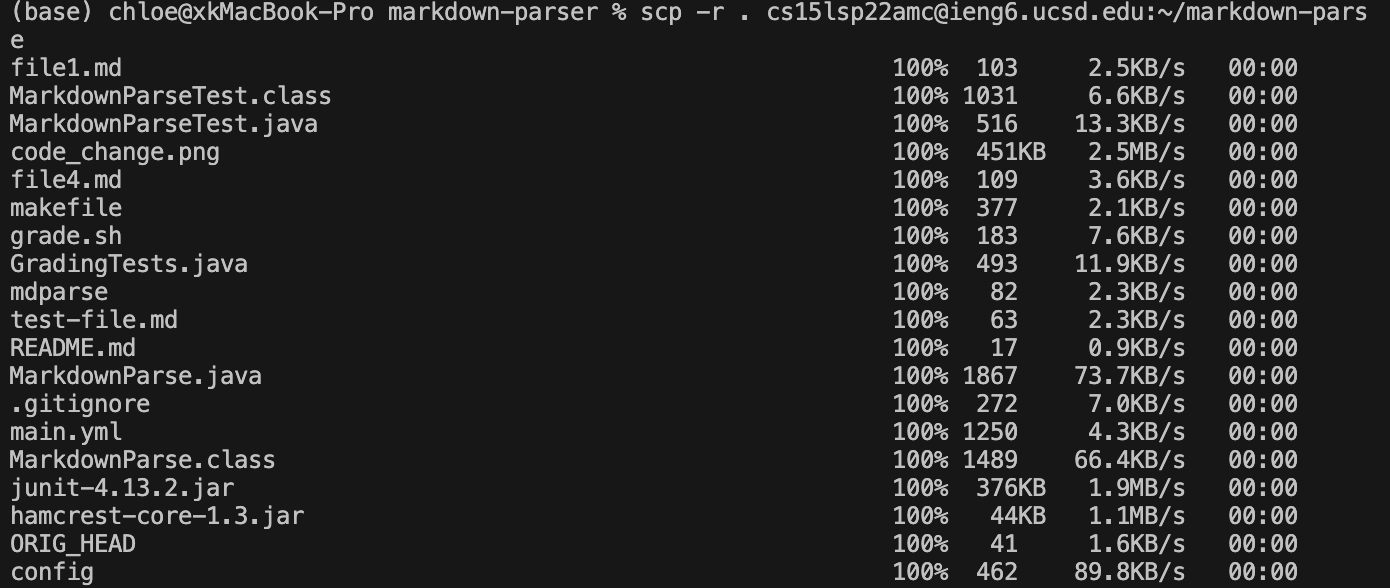 (base) chloe@xkMacBook-Pro markdown-parser % scp -r . cs15lsp22amc@ieng6.ucsd.edu:~/markdown-pars
e
file1.md 100% 103 2.5KB/s 00:00
MarkdownParseTest.class 100% 1031 6.6KB/s 00:00
MarkdownParseTest.java 100% 516 13.3KB/s 00:00
code_change.png 100% 451KB 2.5MB/s 00:00
file4.md 100% 109 3.6KB/s 00:00
makefile 100% 377 2.1KB/s 00:00
grade.sh 100% 183 7.6KB/s 00:00
GradingTests.java 100% 493 11.9KB/s 00:00
mdparse 100% 82 2.3KB/s 00:00
test-file.md 100% 63 2.3KB/s 00:00
README.md 100% 17 0.9KB/s 00:00
MarkdownParse.java 100% 1867 73.7KB/s 00:00
.gitignore 100% 272 7.0KB/s 00:00
main.yml 100% 1250 4.3KB/s 00:00
MarkdownParse.class 100% 1489 66.4KB/s 00:00
junit-4.13.2.jar 100% 376KB 1.9MB/s 00:00
hamcrest-core-1.3.jar 100% 44KB 1.1MB/s 00:00
ORIG_HEAD 100% 41 1.6KB/s 00:00
config 100% 462 89.8KB/s 00:00